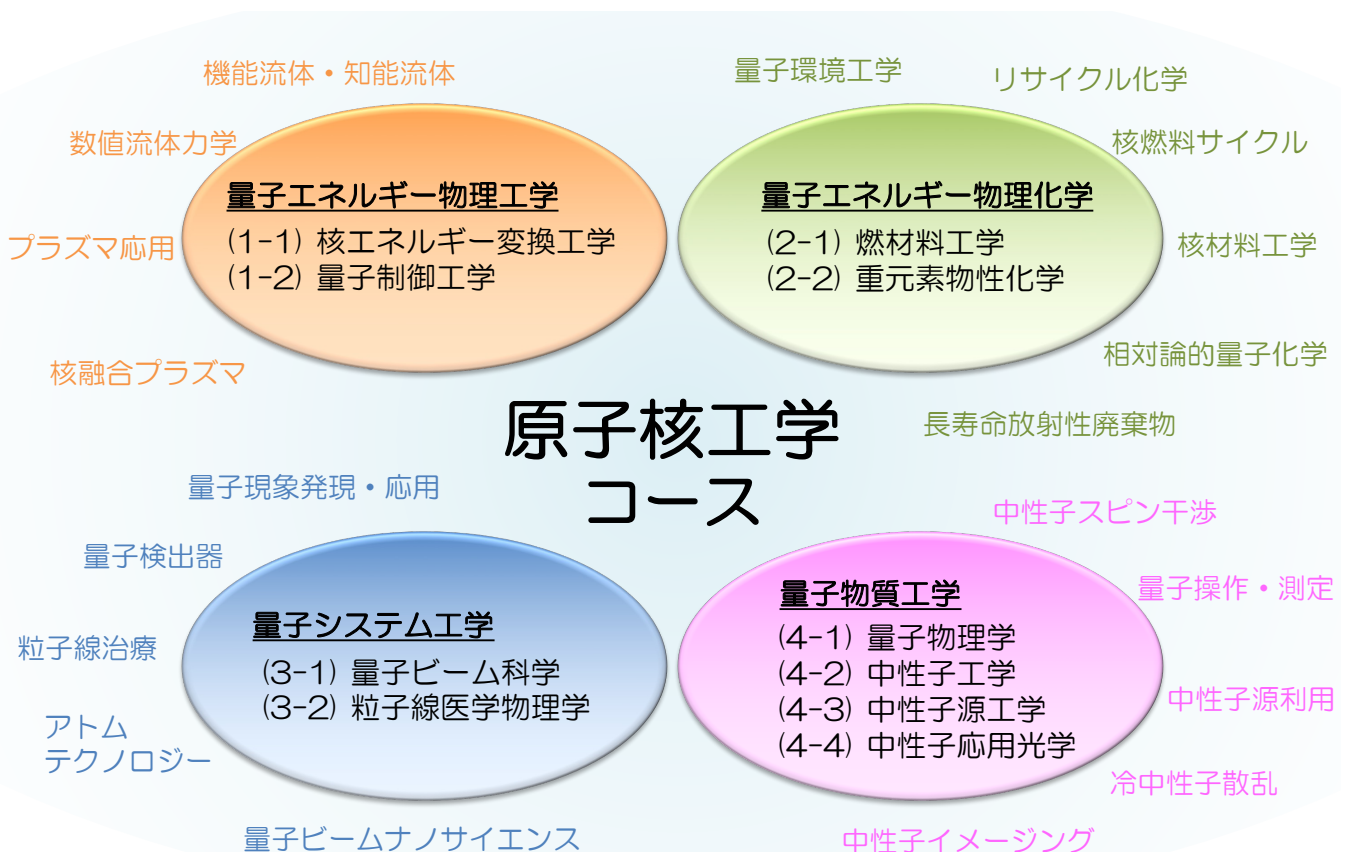 機能流体・知能流体
数値流体力学
プラズマ応用
核融合プラズマ
量子エネルギー物理工学
(1-1) 核エネルギー変換工学
(1-2) 量子制御工学
量子環境工学
リサイクル化学
核燃料サイクル
核材料工学
相対論的量子化学
長寿命放射性廃棄物
量子エネルギー物理化学
(2-1) 燃材料工学
(2-2) 重元素物性化学
原子核工学
コース
量子現象発現・応用
量子検出器
粒子線治療
アトム
テクノロジー
量子ビームナノサイエンス
量子システム工学
(3-1) 量子ビーム科学
(3-2) 粒子線医学物理学
中性子スピン干渉
量子操作・測定
中性子源利用
冷中性子散乱
中性子イメージング
量子物質工学
(4-1) 量子物理学
(4-2) 中性子工学
(4-3) 中性子源工学
(4-4) 中性子応用光学